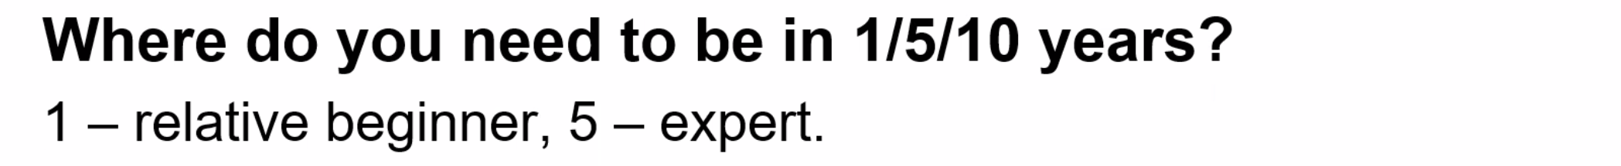 Where do you need to be in 1/5/10 years?
1 – relative beginner, 5 – expert.